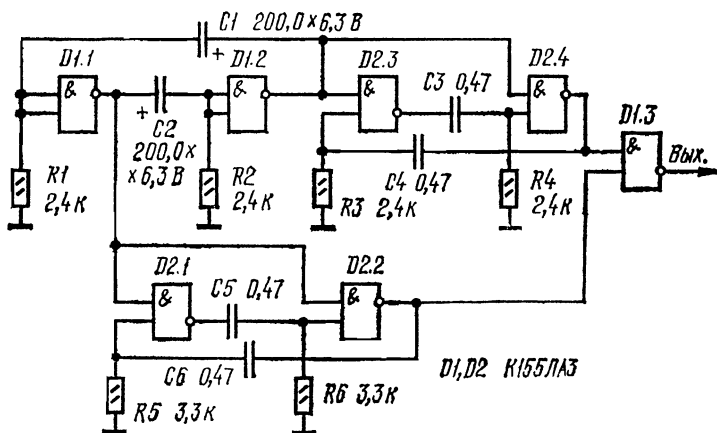 C1 200,0×6,3 В
D1.1
D1.2
D2.3
D2.4
&
&
&
&
+
+
C2
200,0×
×6,3 В
C3 0,47
D1.3
&
Вых.
R1
2,4к
R2
2,4к
C4 0,47
R3 2,4к
R4
2,4к
D2.1
D2.2
&
&
C5 0,47
C6 0,47
R5 3,3к
R6 3,3к
D1,D2 К155ЛА3